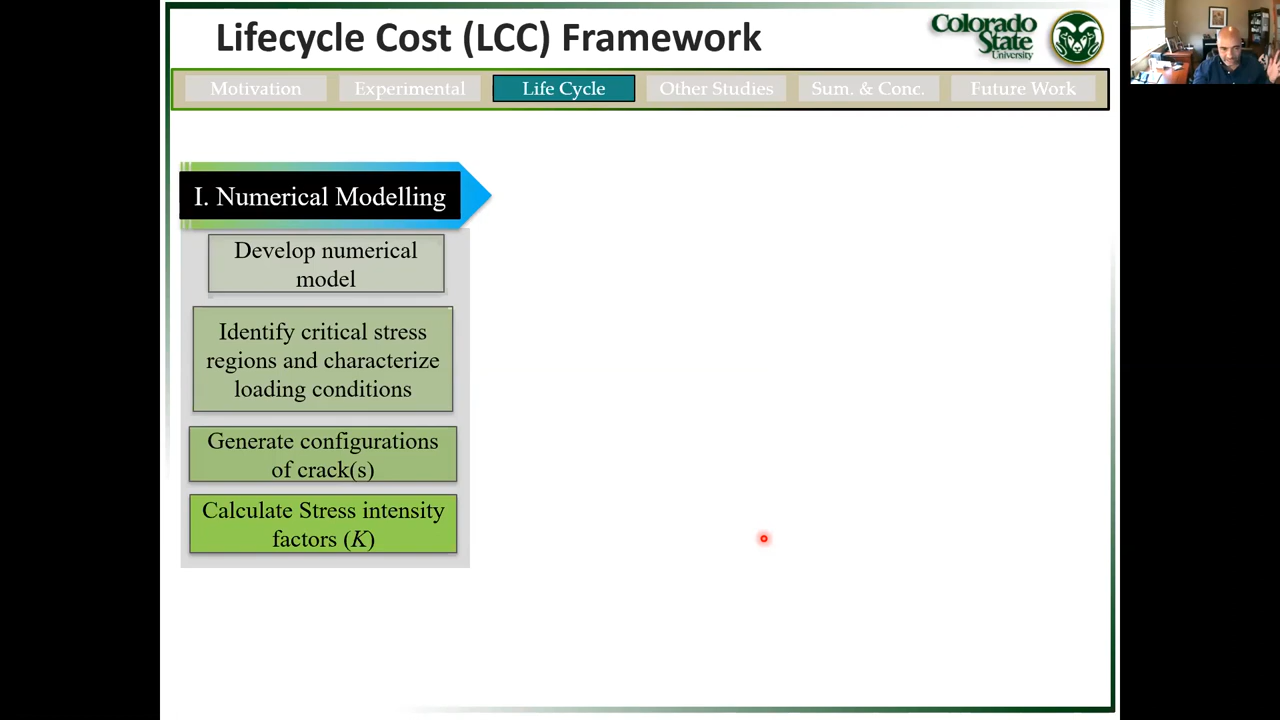 Lifecycle Cost (LCC) Framework
Colorado
State
University
Motivation
Experimental
Life Cycle
Other Studies
Sum. & Conc.
Future Work
I. Numerical Modelling
Develop numerical
model
Identify critical stress
regions and characterize
loading conditions
Generate configurations
of crack(s)
Calculate Stress intensity
factors (K)